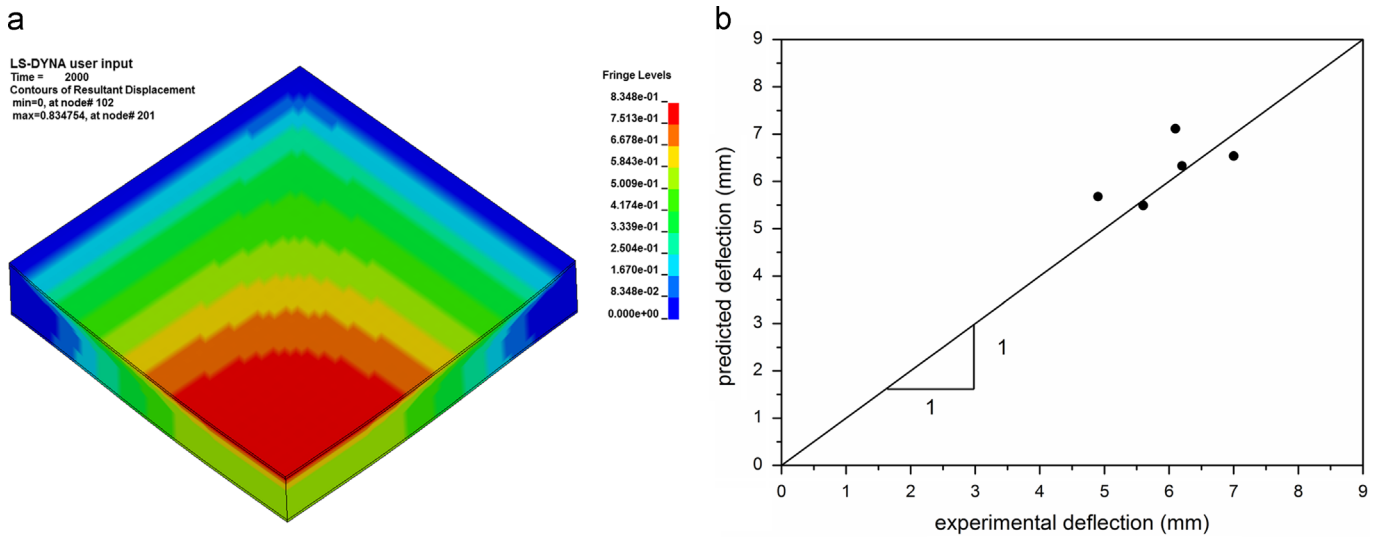 a
LS-DYNA user input
Time = 2000
Contours of Resultant Displacement
min=0, at node# 102
max=0.834754, at node# 201
Fringe Levels
8.348e-01
7.513e-01
6.678e-01
5.843e-01
5.009e-01
4.174e-01
3.339e-01
2.504e-01
1.670e-01
8.348e-02
0.000e+00
b
predicted deflection (mm)
9
8
7
6
5
4
3
2
1
0
1
1
0 1 2 3 4 5 6 7 8 9
experimental deflection (mm)